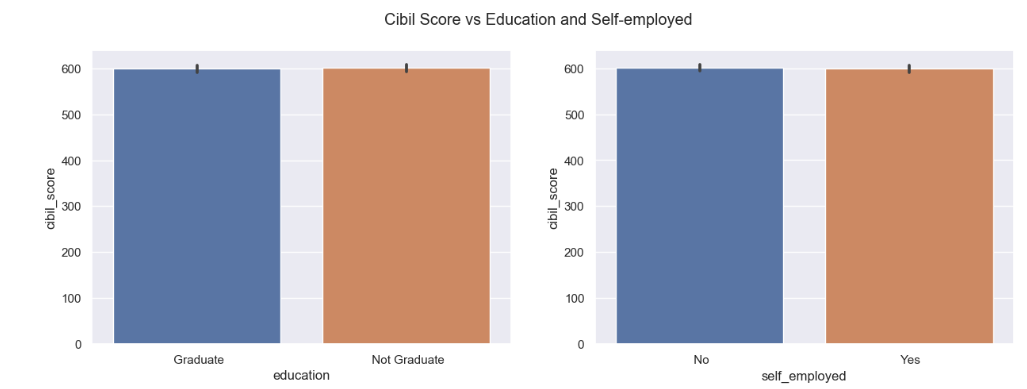 Cibil Score vs Education and Self-employed
600
500
400
300
200
100
0
cibil_score
Graduate
Not Graduate
education
600
500
400
300
200
100
0
cibil_score
No
Yes
self_employed